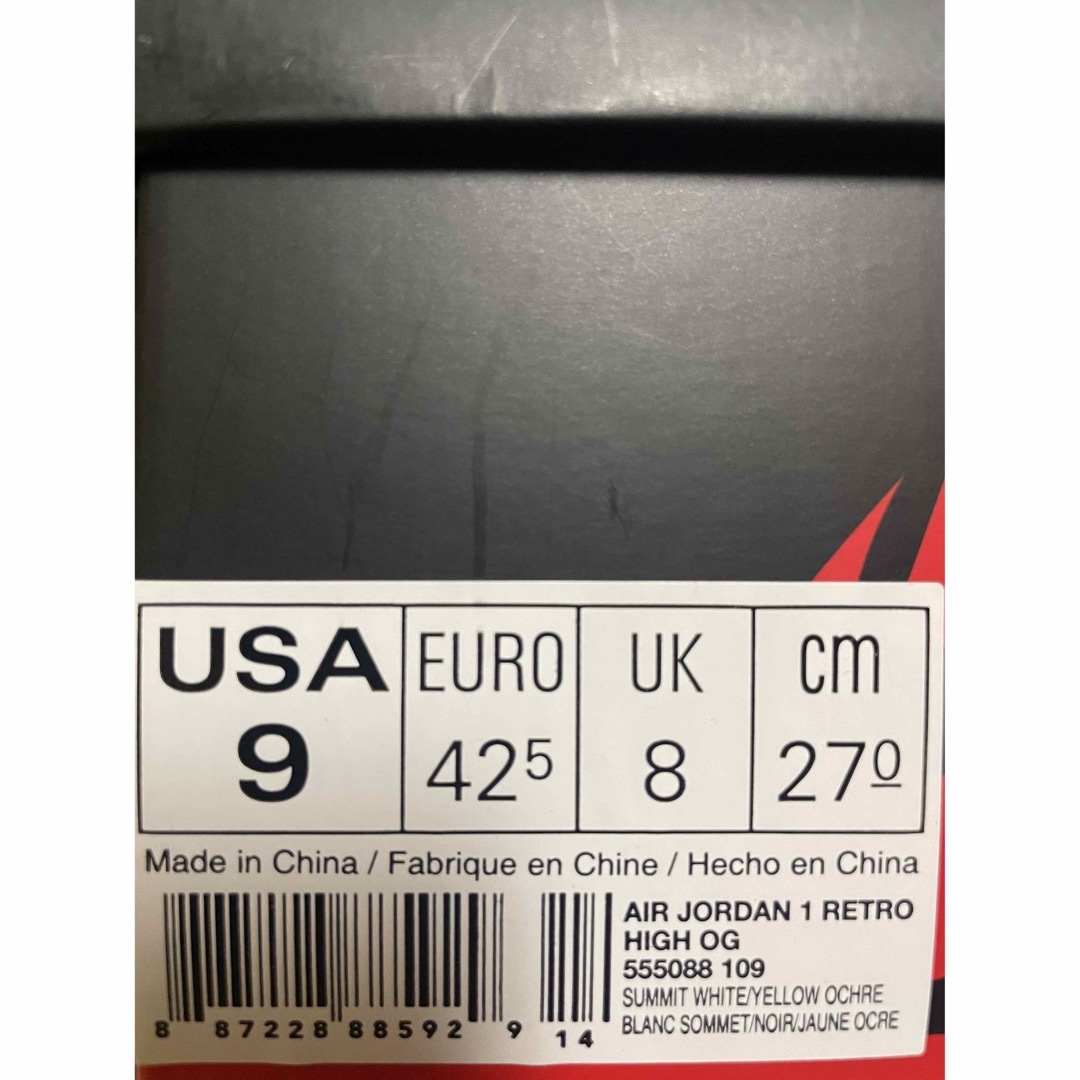 USA EURO UK cm
9 42⁵ 8 27⁰
Made in China / Fabrique en Chine / Hecho en China
AIR JORDAN 1 RETRO
HIGH OG
555088 109
SUMMIT WHITE/YELLOW OCHRE
BLANC SOMMET/NOIR/JAUNE OCRE
8 87228 88592 9 14